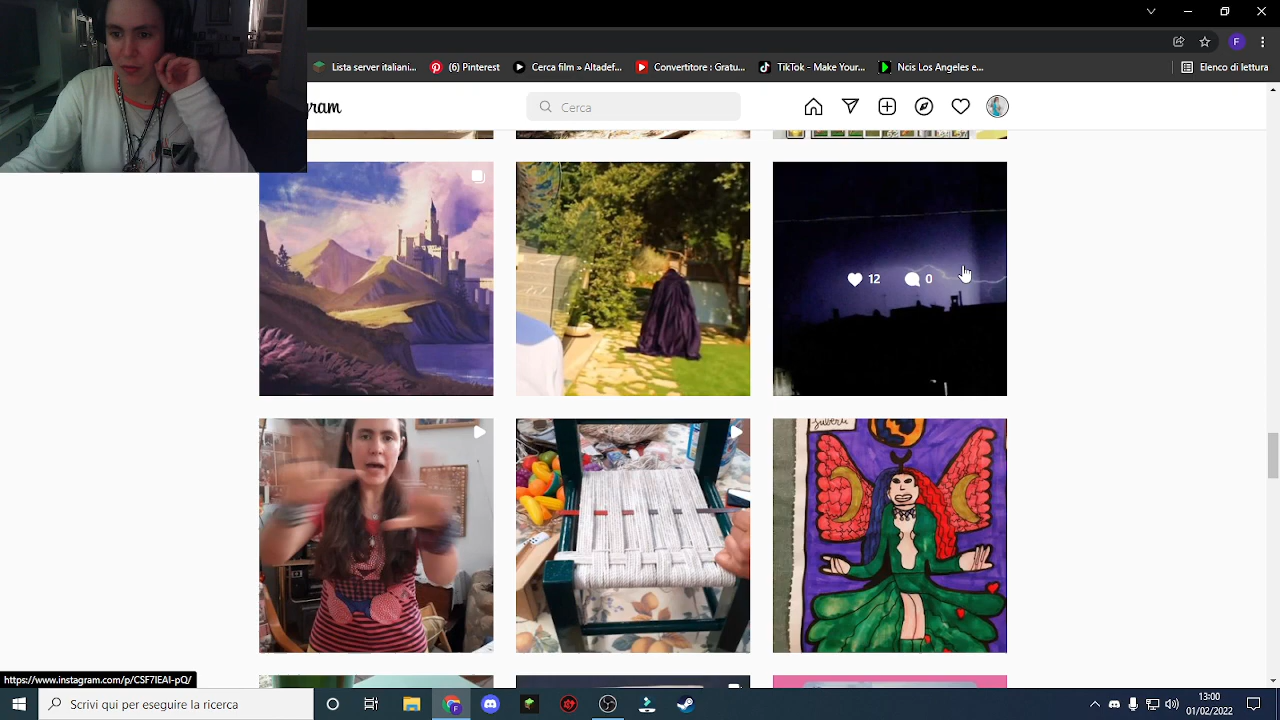 Lista server italiani...
(6) Pinterest
Cerca film ( Altadef...
Convertitore : Gratu...
TikTok - Make Your...
Ncis Los Angeles - ...
Elenco di lettura
F
gram
Cerca
12
0
https://www.instagram.com/p/CSF7IEAI-pQ/
Scrivi qui per eseguire la ricerca
13:00
01/02/2022